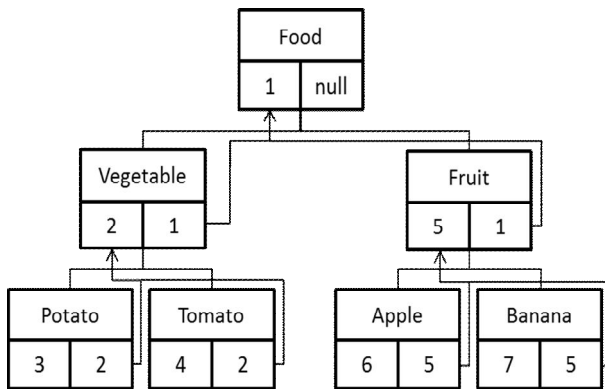 Food
1 null
Vegetable Fruit
2 1 5 1
Potato Tomato Apple Banana
3 2 4 2 6 5 7 5